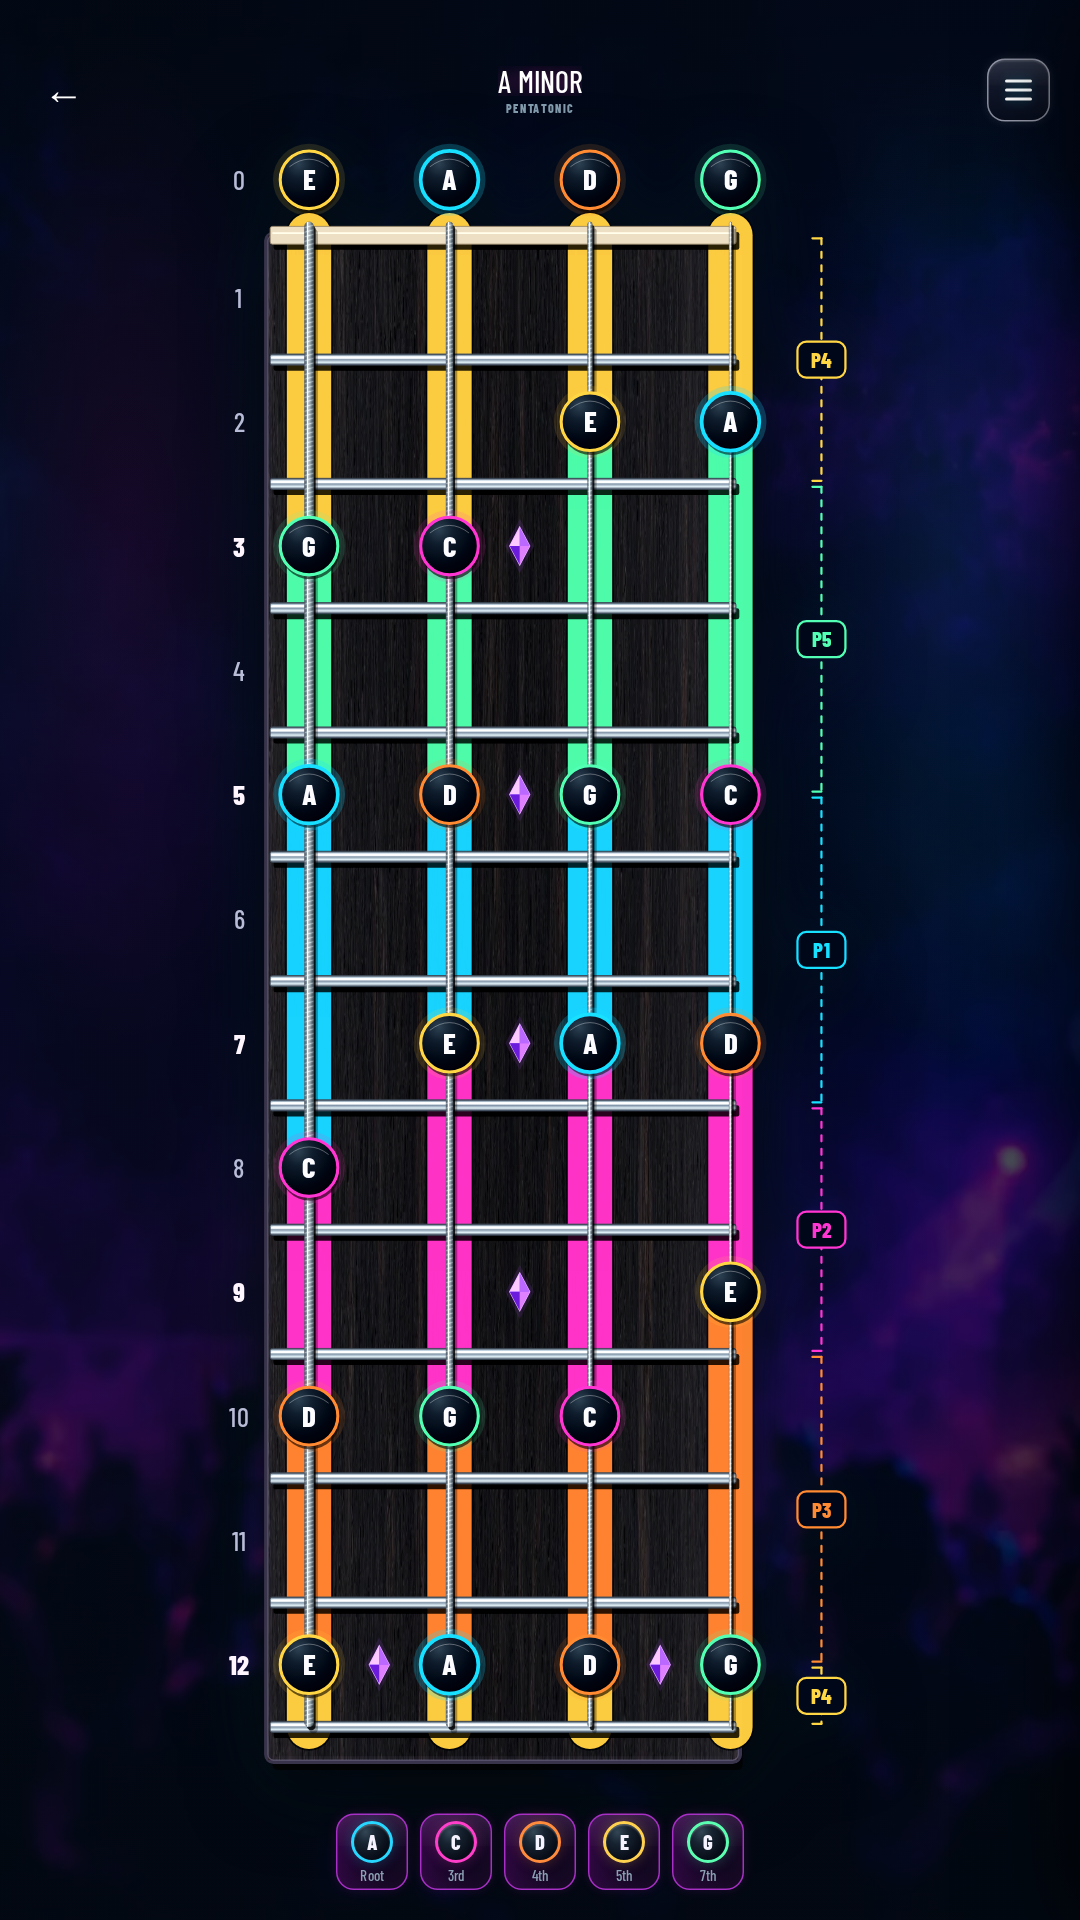 ←
A MINOR
PENTATONIC
0 E A D G
1
P4
2 E A
3 G C
P5
4
5 A D G C
6
P1
7 E A D
8 C
P2
9 E
10 D G C
P3
11
12 E A D G
P4
A C D E G
Root 3rd 4th 5th 7th